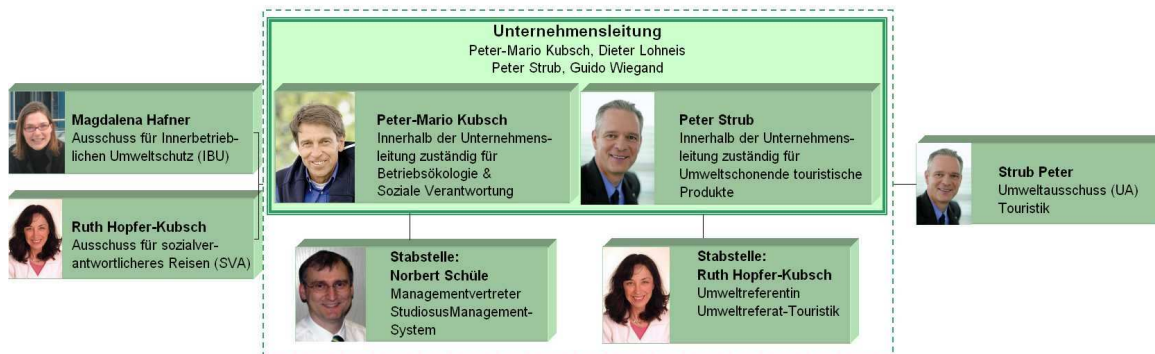 Unternehmensleitung
Peter-Mario Kubsch, Dieter Lohneis
Peter Strub, Guido Wiegand
Magdalena Hafner
Ausschuss für Innerbetrieb-
lichen Umweltschutz (IBU)
Ruth Hopfer-Kubsch
Ausschuss für sozialver-
antwortlicheres Reisen (SVA)
Peter-Mario Kubsch
Innerhalb der Unternehmens-
leitung zuständig für
Betriebsökologie &
Soziale Verantwortung
Peter Strub
Innerhalb der Unternehmens-
leitung zuständig für
Umweltschonende touristische
Produkte
Strub Peter
Umweltausschuss (UA)
Touristik
Stabstelle:
Norbert Schüle
Managementvertreter
StudiosusManagement-
System
Stabstelle:
Ruth Hopfer-Kubsch
Umweltreferentin
Umweltreferat-Touristik